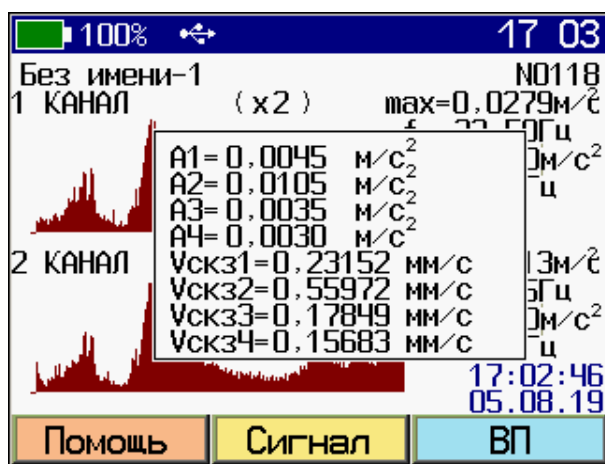 100% 17 03
Без имени-1 N0118
1 КАНАЛ (x2) max=0,0279м/с²
A1=0,0045 м/с²
A2=0,0105 м/с²
A3=0,0035 м/с²
A4=0,0030 м/с²
2 КАНАЛ
Vскз1=0,23152 мм/с
Vскз2=0,55972 мм/с
Vскз3=0,17849 мм/с
Vскз4=0,15683 мм/с
17:02:46
05.08.19
Помощь Сигнал ВП